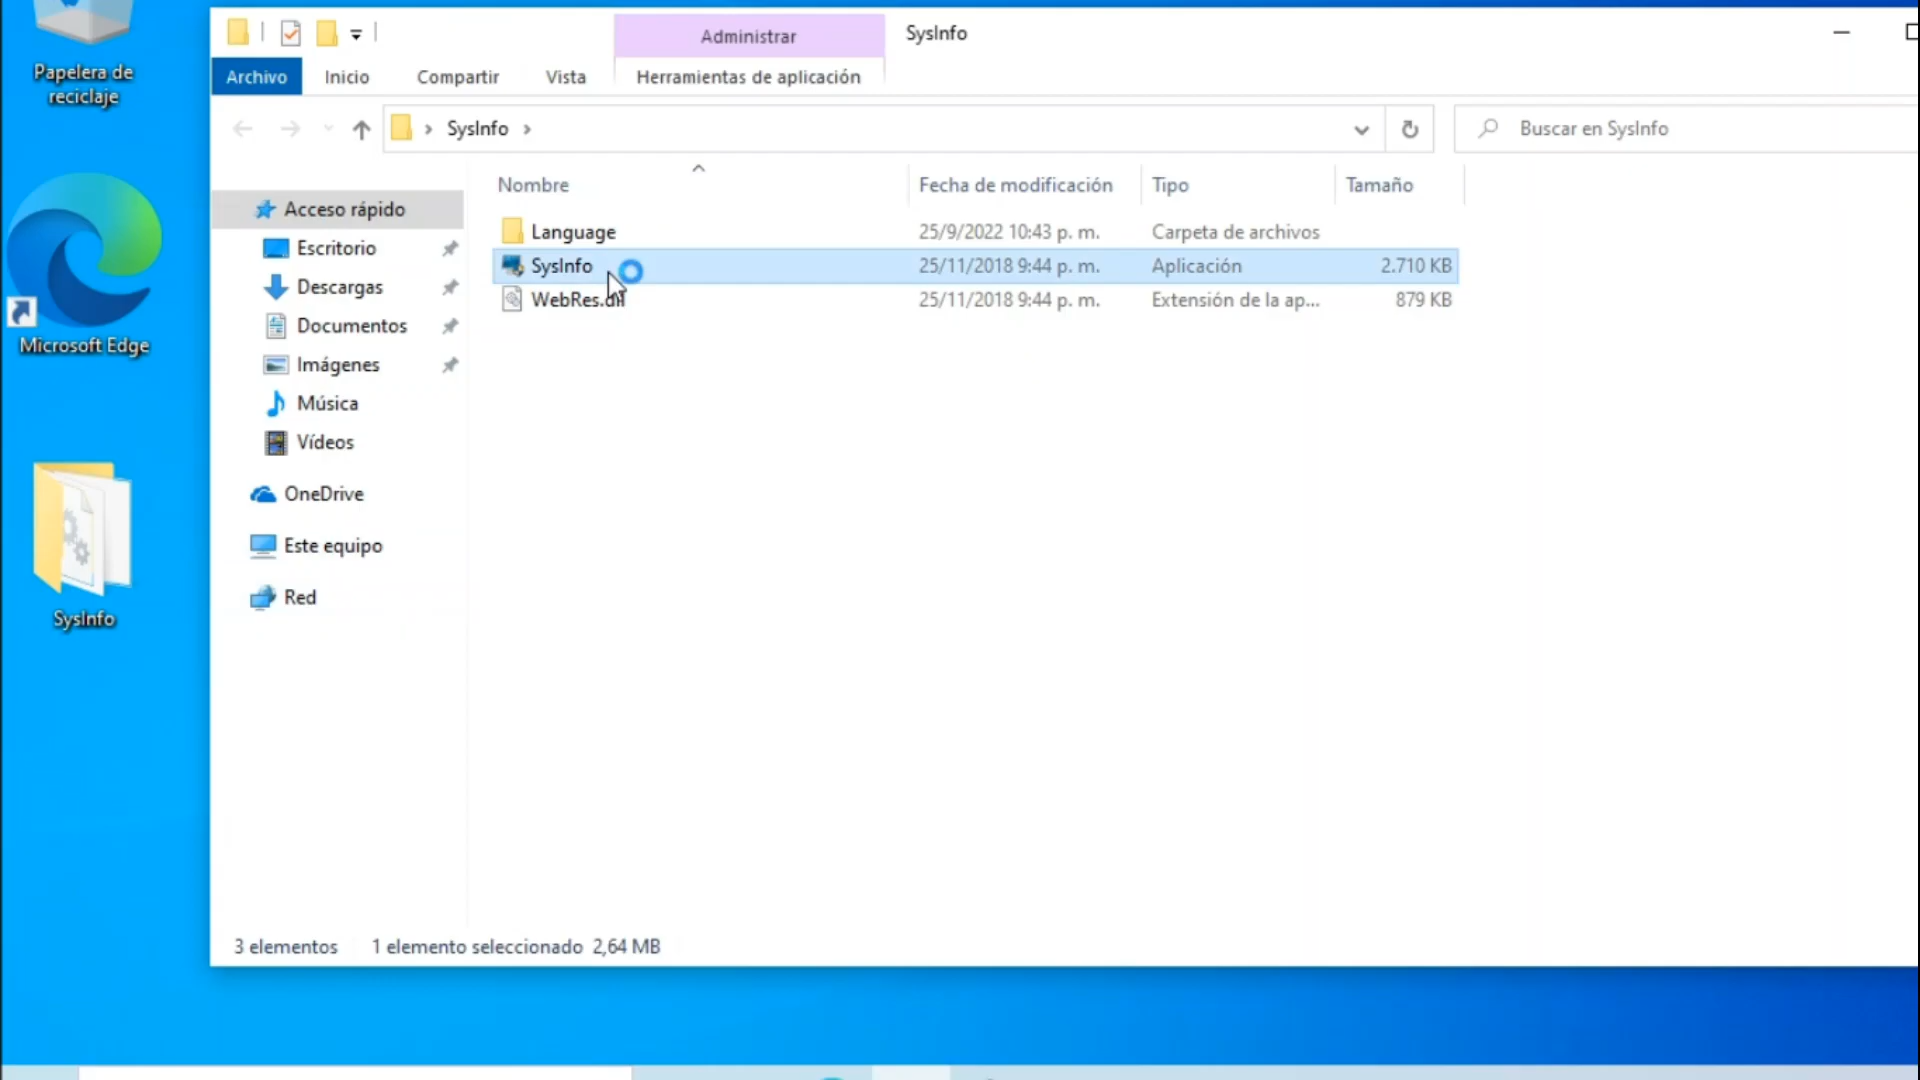 Papelera de
reciclaje
Microsoft Edge
SysInfo
Administrar
SysInfo
Archivo
Inicio
Compartir
Vista
Herramientas de aplicación
SysInfo
Buscar en SysInfo
Nombre
Fecha de modificación
Tipo
Tamaño
Language
25/9/2022 10:43 p. m.
Carpeta de archivos
SysInfo
25/11/2018 9:44 p. m.
Aplicación
2.710 KB
WebRes.dll
25/11/2018 9:44 p. m.
Extensión de la ap...
879 KB
Acceso rápido
Escritorio
Descargas
Documentos
Imágenes
Música
Vídeos
OneDrive
Este equipo
Red
3 elementos
1 elemento seleccionado 2,64 MB